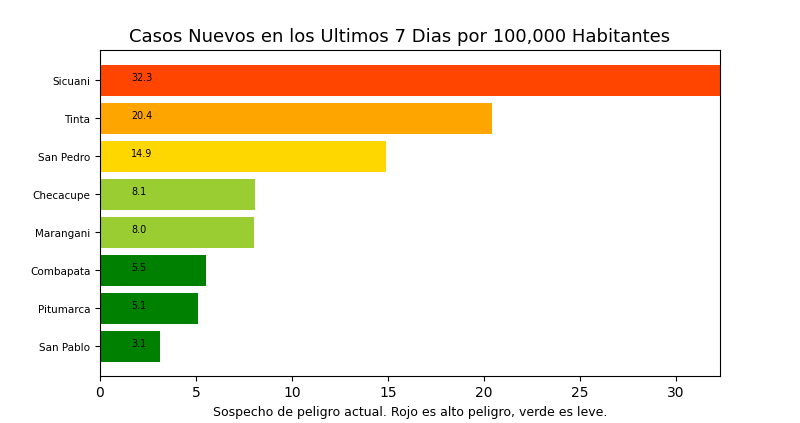 Casos Nuevos en los Ultimos 7 Dias por 100,000 Habitantes
Sicuani 32.3
Tinta 20.4
San Pedro 14.9
Checacupe 8.1
Marangani 8.0
Combapata 5.5
Pitumarca 5.1
San Pablo 3.1
0 5 10 15 20 25 30
Sospecho de peligro actual. Rojo es alto peligro, verde es leve.